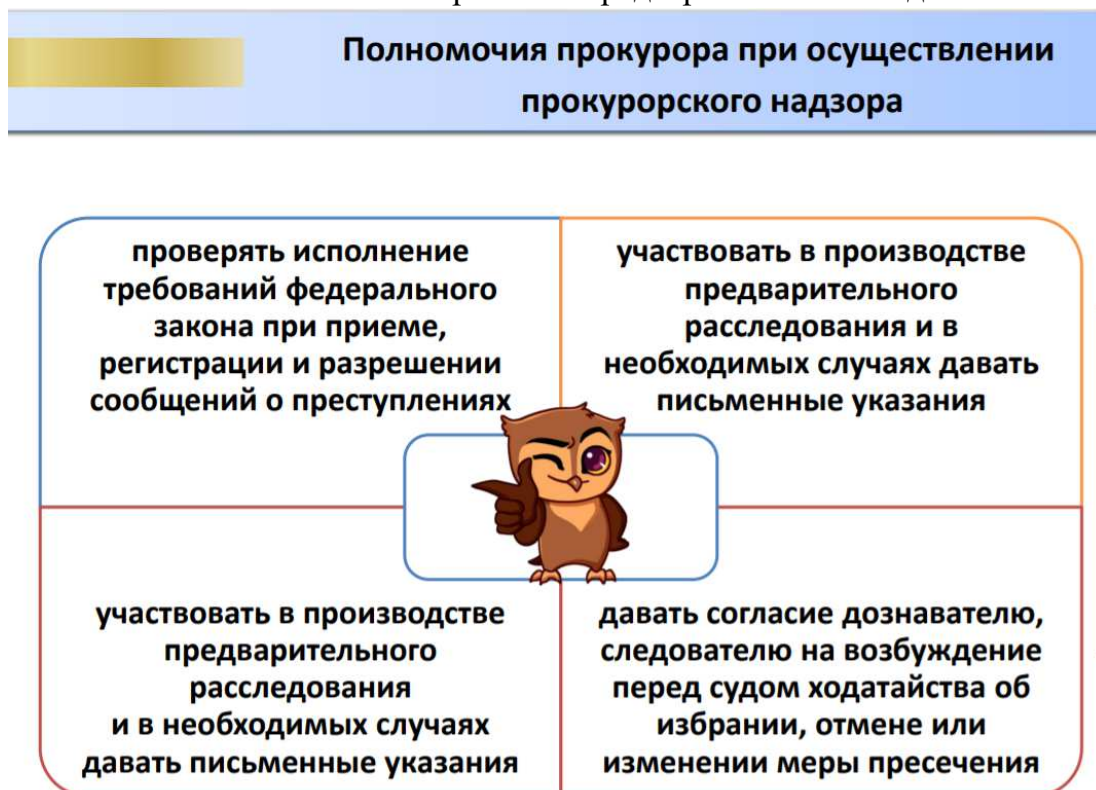 Полномочия прокурора при осуществлении
прокурорского надзора
проверять исполнение
требований федерального
закона при приеме,
регистрации и разрешении
сообщений о преступлениях
участвовать в производстве
предварительного
расследования и в
необходимых случаях давать
письменные указания
участвовать в производстве
предварительного
расследования
и в необходимых случаях
давать письменные указания
давать согласие дознавателю,
следователю на возбуждение
перед судом ходатайства об
избрании, отмене или
изменении меры пресечения